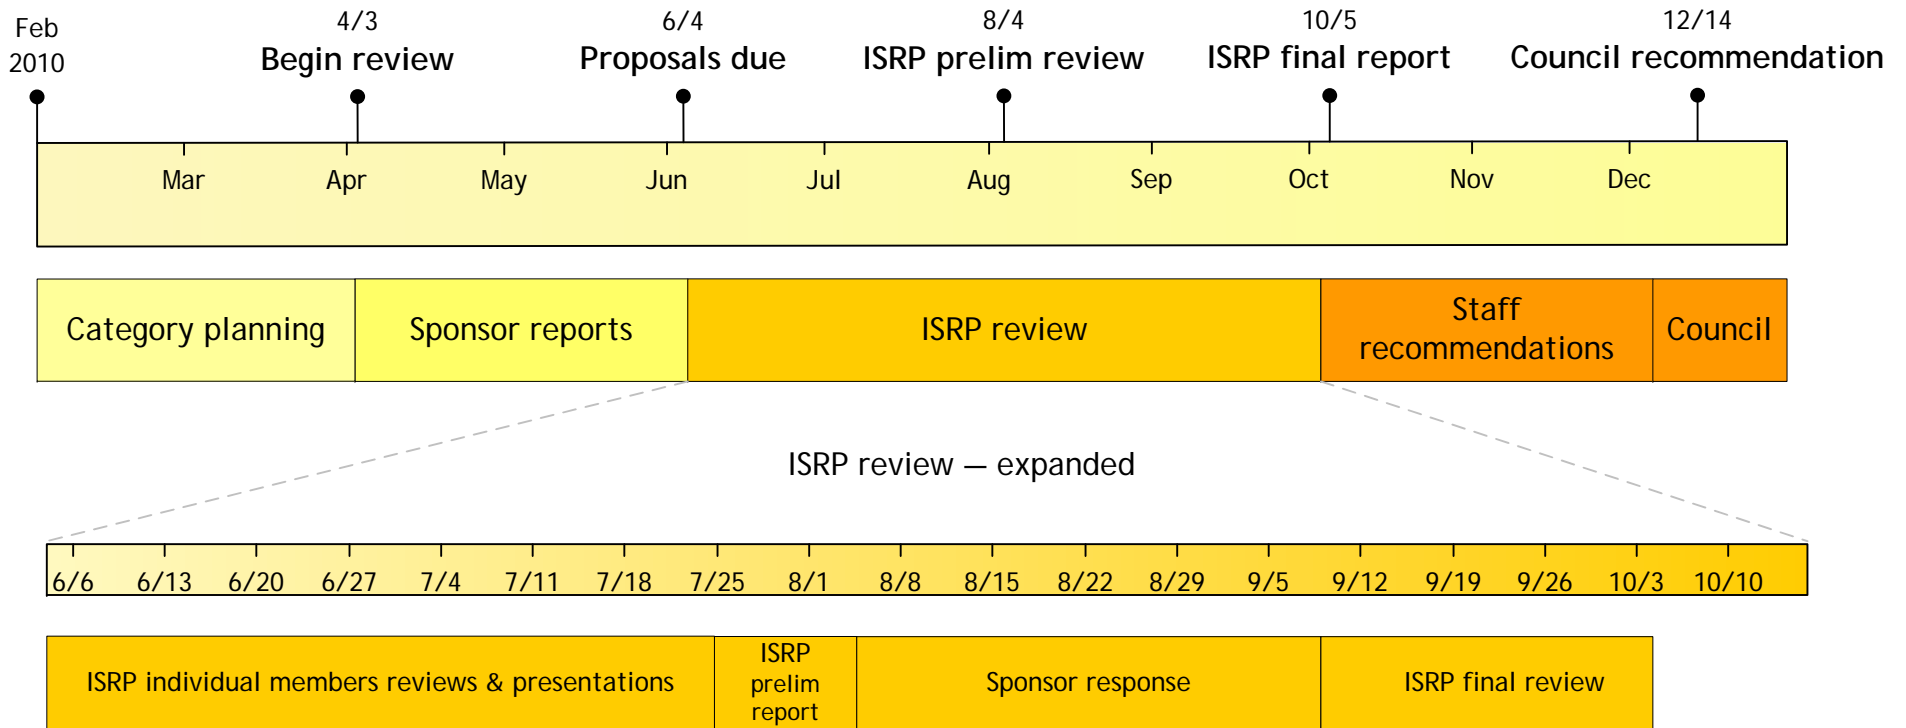 Feb
2010
4/3
Begin review
6/4
Proposals due
8/4
ISRP prelim review
10/5
ISRP final report
12/14
Council recommendation
Mar Apr May Jun Jul Aug Sep Oct Nov Dec
Category planning
Sponsor reports
ISRP review
Staff
recommendations
Council
ISRP review — expanded
6/6 6/13 6/20 6/27 7/4 7/11 7/18 7/25 8/1 8/8 8/15 8/22 8/29 9/5 9/12 9/19 9/26 10/3 10/10
ISRP individual members reviews & presentations
ISRP
prelim
report
Sponsor response
ISRP final review